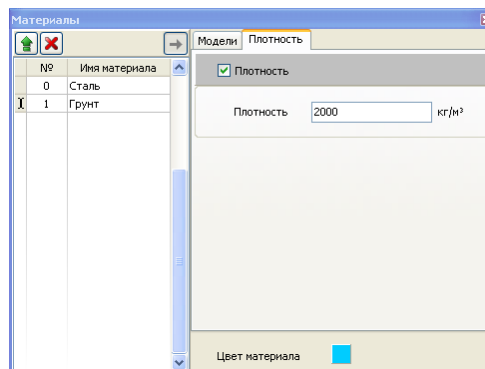 Материалы
Модели Плотность
№ Имя материала
Плотность
0 Сталь
1 Грунт
Плотность 2000 кг/м³
Цвет материала